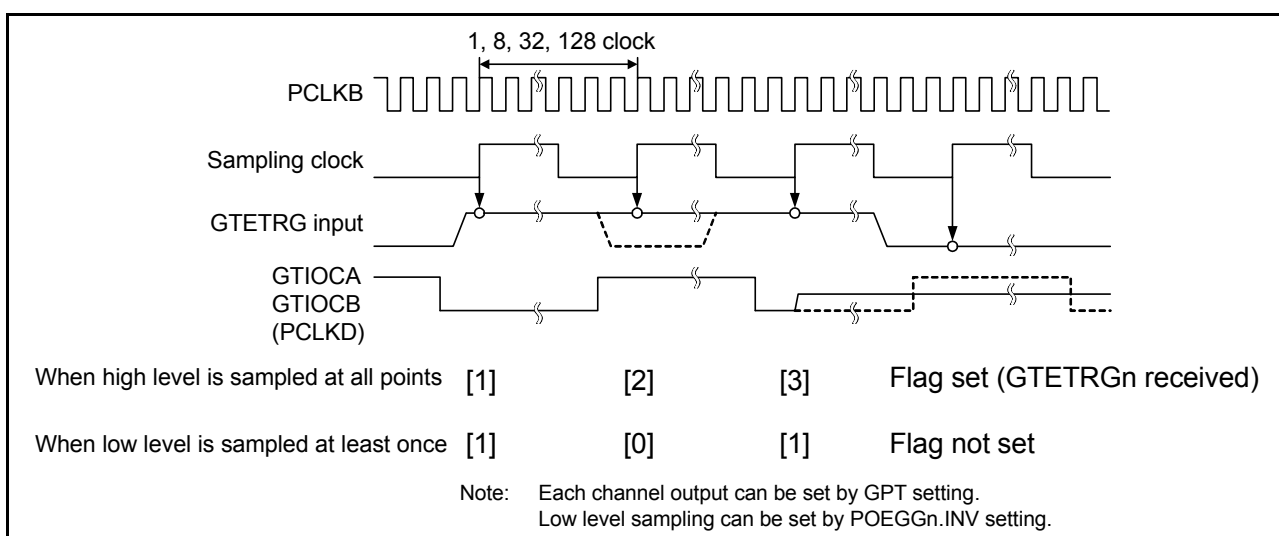 1, 8, 32, 128 clock
PCLKB
Sampling clock
GTETRG input
GTIOCA
GTIOCB
(PCLKD)
When high level is sampled at all points [1] [2] [3] Flag set (GTETRGn received)
When low level is sampled at least once [1] [0] [1] Flag not set
Note: Each channel output can be set by GPT setting.
Low level sampling can be set by POEGGn.INV setting.